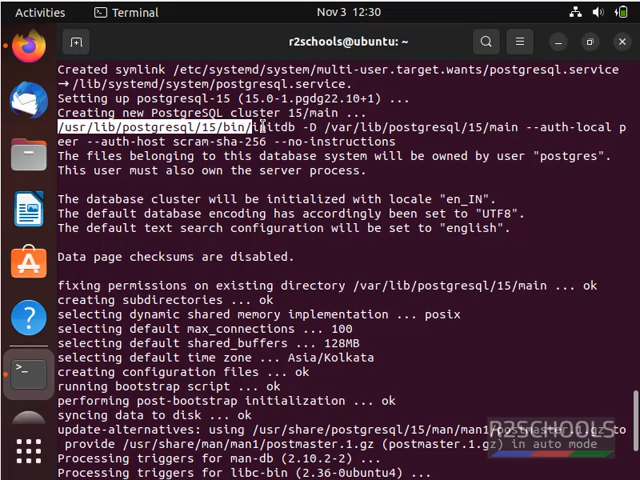 Activities
Terminal
Nov 3 12:30
r2schools@ubuntu: ~
Created symlink /etc/systemd/system/multi-user.target.wants/postgresql.service
→ /lib/systemd/system/postgresql.service.
Setting up postgresql-15 (15.0-1.pgdg22.10+1) ...
Creating new PostgreSQL cluster 15/main ...
/usr/lib/postgresql/15/bin/initdb -D /var/lib/postgresql/15/main --auth-local p
eer --auth-host scram-sha-256 --no-instructions
The files belonging to this database system will be owned by user "postgres".
This user must also own the server process.
The database cluster will be initialized with locale "en_IN".
The default database encoding has accordingly been set to "UTF8".
The default text search configuration will be set to "english".
Data page checksums are disabled.
fixing permissions on existing directory /var/lib/postgresql/15/main ... ok
creating subdirectories ... ok
selecting dynamic shared memory implementation ... posix
selecting default max_connections ... 100
selecting default shared_buffers ... 128MB
selecting default time zone ... Asia/Kolkata
creating configuration files ... ok
running bootstrap script ... ok
performing post-bootstrap initialization ... ok
syncing data to disk ... ok
update-alternatives: using /usr/share/postgresql/15/man/man1/postmaster.1.gz to
provide /usr/share/man/man1/postmaster.1.gz (postmaster.1.gz) in auto mode
Processing triggers for man-db (2.10.2-2) ...
Processing triggers for libc-bin (2.36-0ubuntu4) ...
R2SCHOOLS